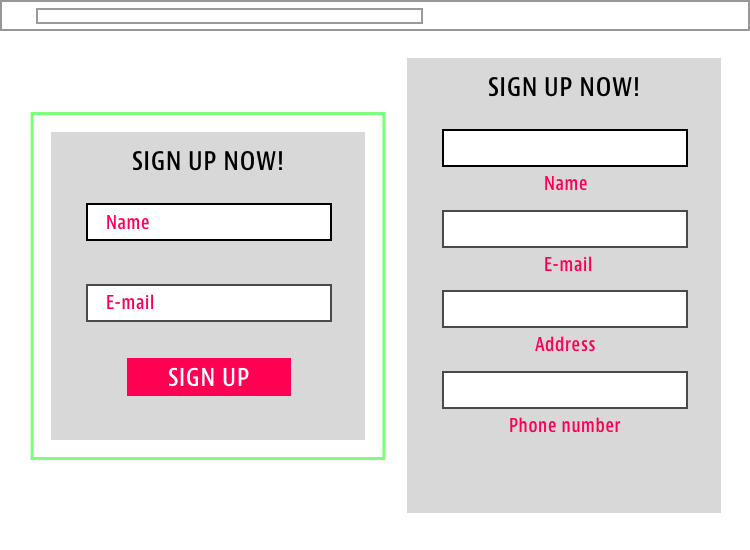 SIGN UP NOW!
Name
E-mail
SIGN UP
SIGN UP NOW!
Name
E-mail
Address
Phone number